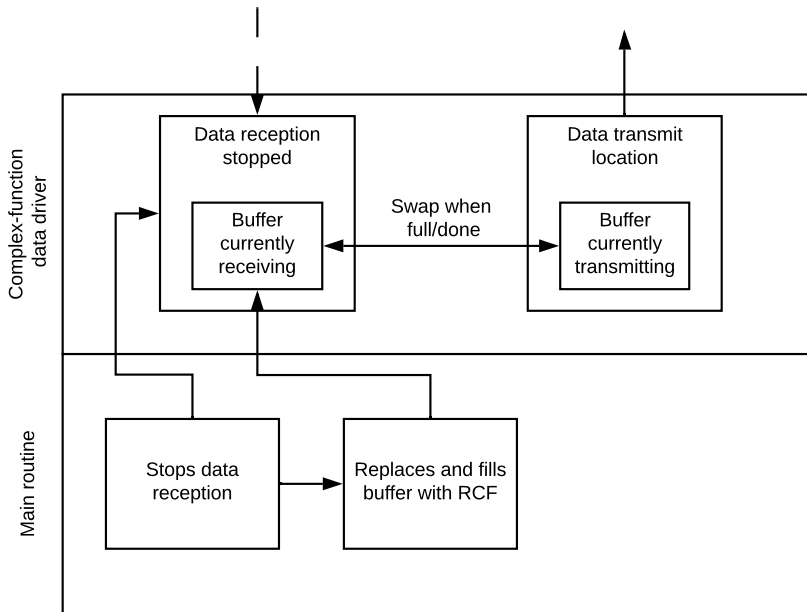 Complex-function
data driver
Data reception
stopped
Buffer
currently
receiving
Swap when
full/done
Data transmit
location
Buffer
currently
transmitting
Main routine
Stops data
reception
Replaces and fills
buffer with RCF